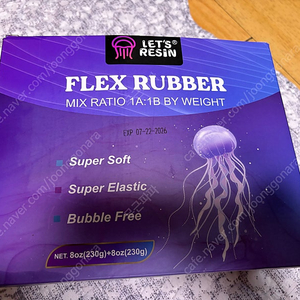 LET'S®
RESIN
FLEX RUBBER
MIX RATIO 1A:1B BY WEIGHT
EXP 07-22-2026
Super Soft
Super Elastic
Bubble Free
NET. 8oz(230g)+8oz(230g)